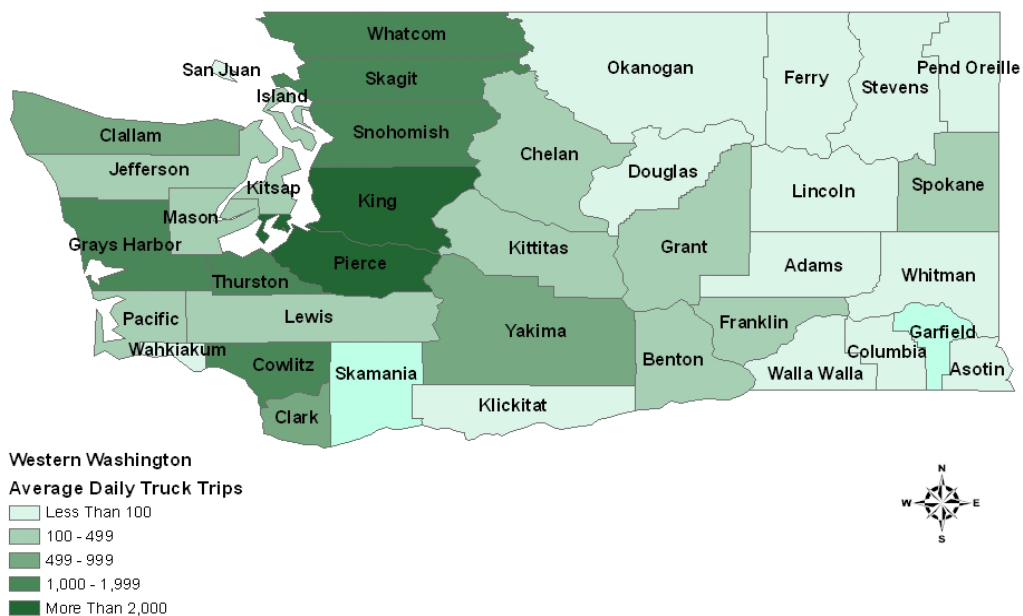 Whatcom
San Juan
Skagit
Island
Okanogan
Ferry
Stevens
Pend Oreille
Clallam
Snohomish
Chelan
Jefferson
Kitsap
Douglas
Lincoln
Spokane
Mason
King
Grays Harbor
Kittitas
Grant
Pierce
Adams
Whitman
Thurston
Pacific
Lewis
Yakima
Franklin
Garfield
Wahkiakum
Cowlitz
Benton
Columbia
Skamania
Walla Walla
Asotin
Klickitat
Clark
Western Washington
Average Daily Truck Trips
Less Than 100
100 - 499
499 - 999
1,000 - 1,999
More Than 2,000
N
W E
S